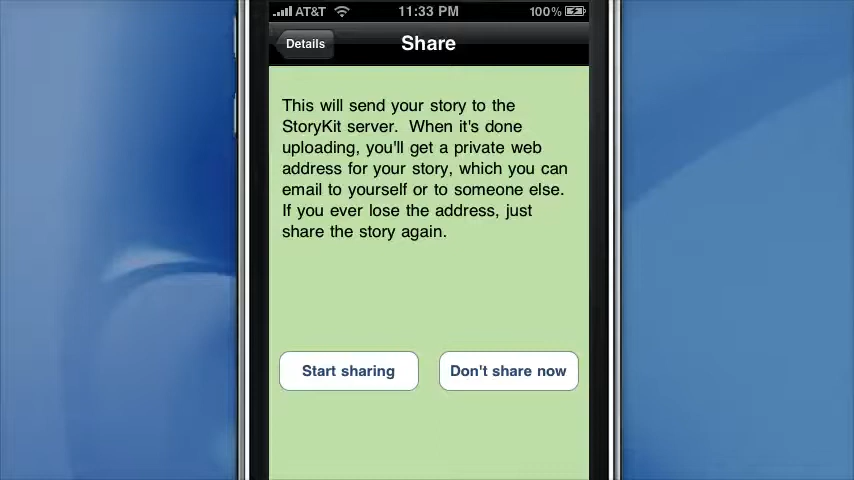 AT&T 11:33 PM 100%
Details Share
This will send your story to the
StoryKit server.  When it's done
uploading, you'll get a private web
address for your story, which you can
email to yourself or to someone else.
If you ever lose the address, just
share the story again.
Start sharing Don't share now